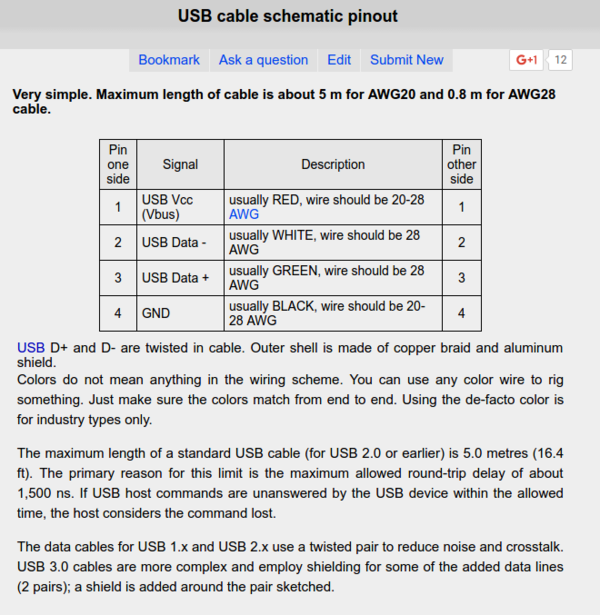 USB cable schematic pinout
Bookmark Ask a question Edit Submit New
G+1 12
Very simple. Maximum length of cable is about 5 m for AWG20 and 0.8 m for AWG28
cable.
Pin one side Signal Description Pin other side
1 USB Vcc (Vbus) usually RED, wire should be 20-28 AWG 1
2 USB Data - usually WHITE, wire should be 28 AWG 2
3 USB Data + usually GREEN, wire should be 28 AWG 3
4 GND usually BLACK, wire should be 20-28 AWG 4
USB D+ and D- are twisted in cable. Outer shell is made of copper braid and aluminum
shield.
Colors do not mean anything in the wiring scheme. You can use any color wire to rig
something. Just make sure the colors match from end to end. Using the de-facto color is
for industry types only.
The maximum length of a standard USB cable (for USB 2.0 or earlier) is 5.0 metres (16.4
ft). The primary reason for this limit is the maximum allowed round-trip delay of about
1,500 ns. If USB host commands are unanswered by the USB device within the allowed
time, the host considers the command lost.
The data cables for USB 1.x and USB 2.x use a twisted pair to reduce noise and crosstalk.
USB 3.0 cables are more complex and employ shielding for some of the added data lines
(2 pairs); a shield is added around the pair sketched.